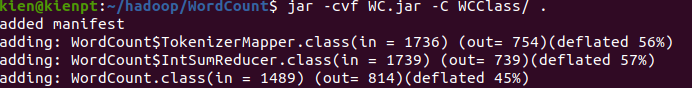 kien@kienpt:~/hadoop/WordCount$ jar -cvf WC.jar -C WCClass/ .
added manifest
adding: WordCount$TokenizerMapper.class(in = 1736) (out= 754)(deflated 56%)
adding: WordCount$IntSumReducer.class(in = 1739) (out= 739)(deflated 57%)
adding: WordCount.class(in = 1489) (out= 814)(deflated 45%)